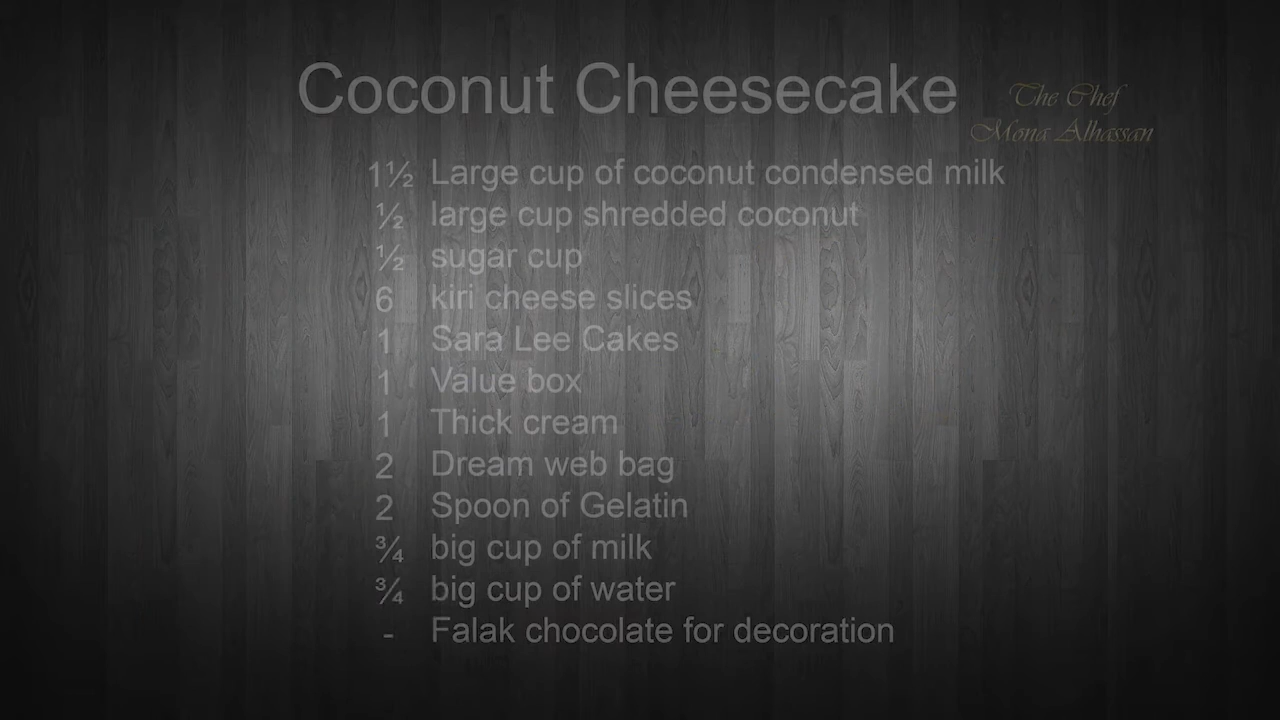 Coconut Cheesecake
The Chef
Mona Alhassan
1½ Large cup of coconut condensed milk
½ large cup shredded coconut
½ sugar cup
6 kiri cheese slices
1 Sara Lee Cakes
1 Value box
1 Thick cream
2 Dream web bag
2 Spoon of Gelatin
¾ big cup of milk
¾ big cup of water
- Falak chocolate for decoration